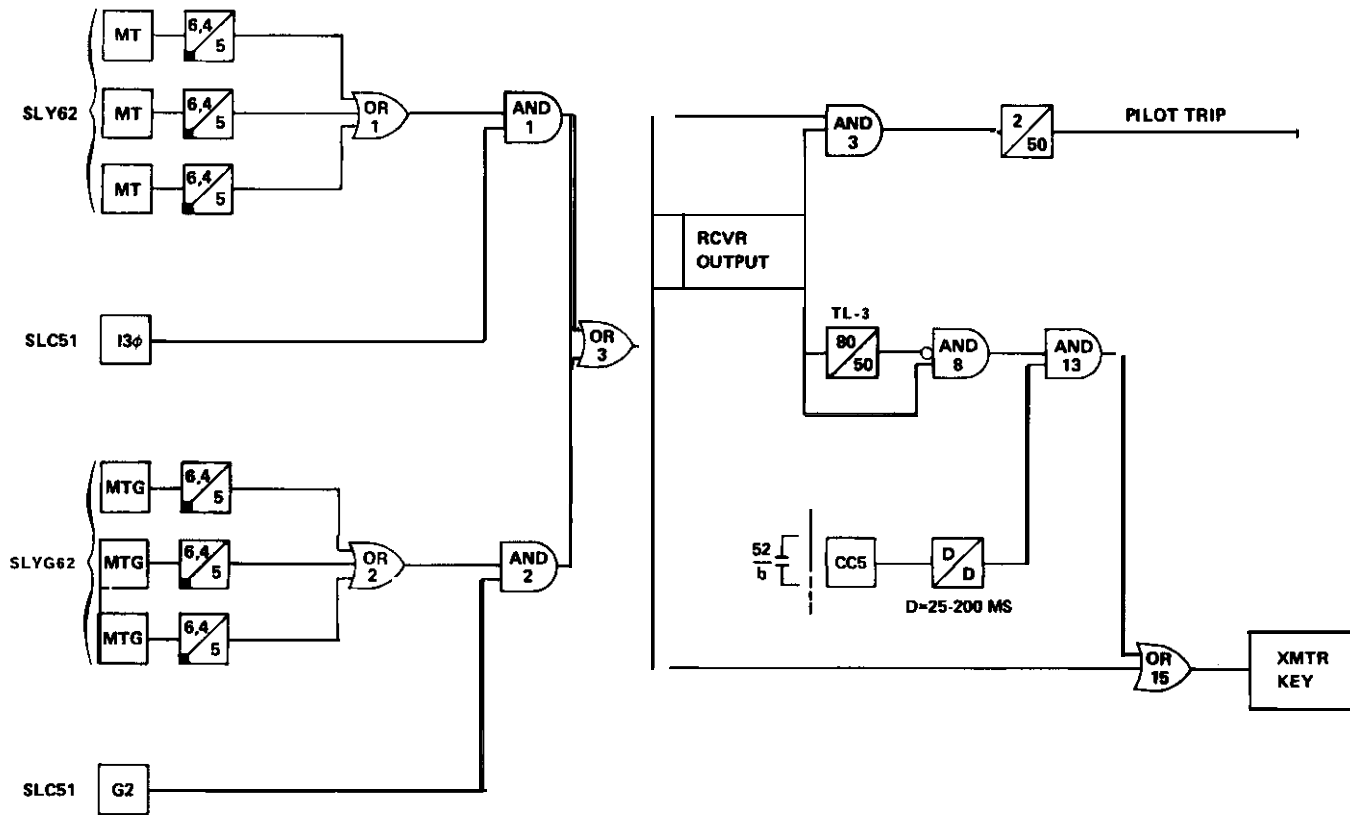 SLY62
MT
6,4
5
MT
6,4
5
MT
6,4
5
OR
1
AND
1
SLC51
I3φ
OR
3
SLYG62
MTG
6,4
5
MTG
6,4
5
MTG
6,4
5
OR
2
AND
2
SLC51
G2
AND
3
2
50
PILOT TRIP
RCVR
OUTPUT
TL-3
80
50
AND
8
AND
13
52
b
CC5
D
D
D=25-200 MS
OR
15
XMTR
KEY